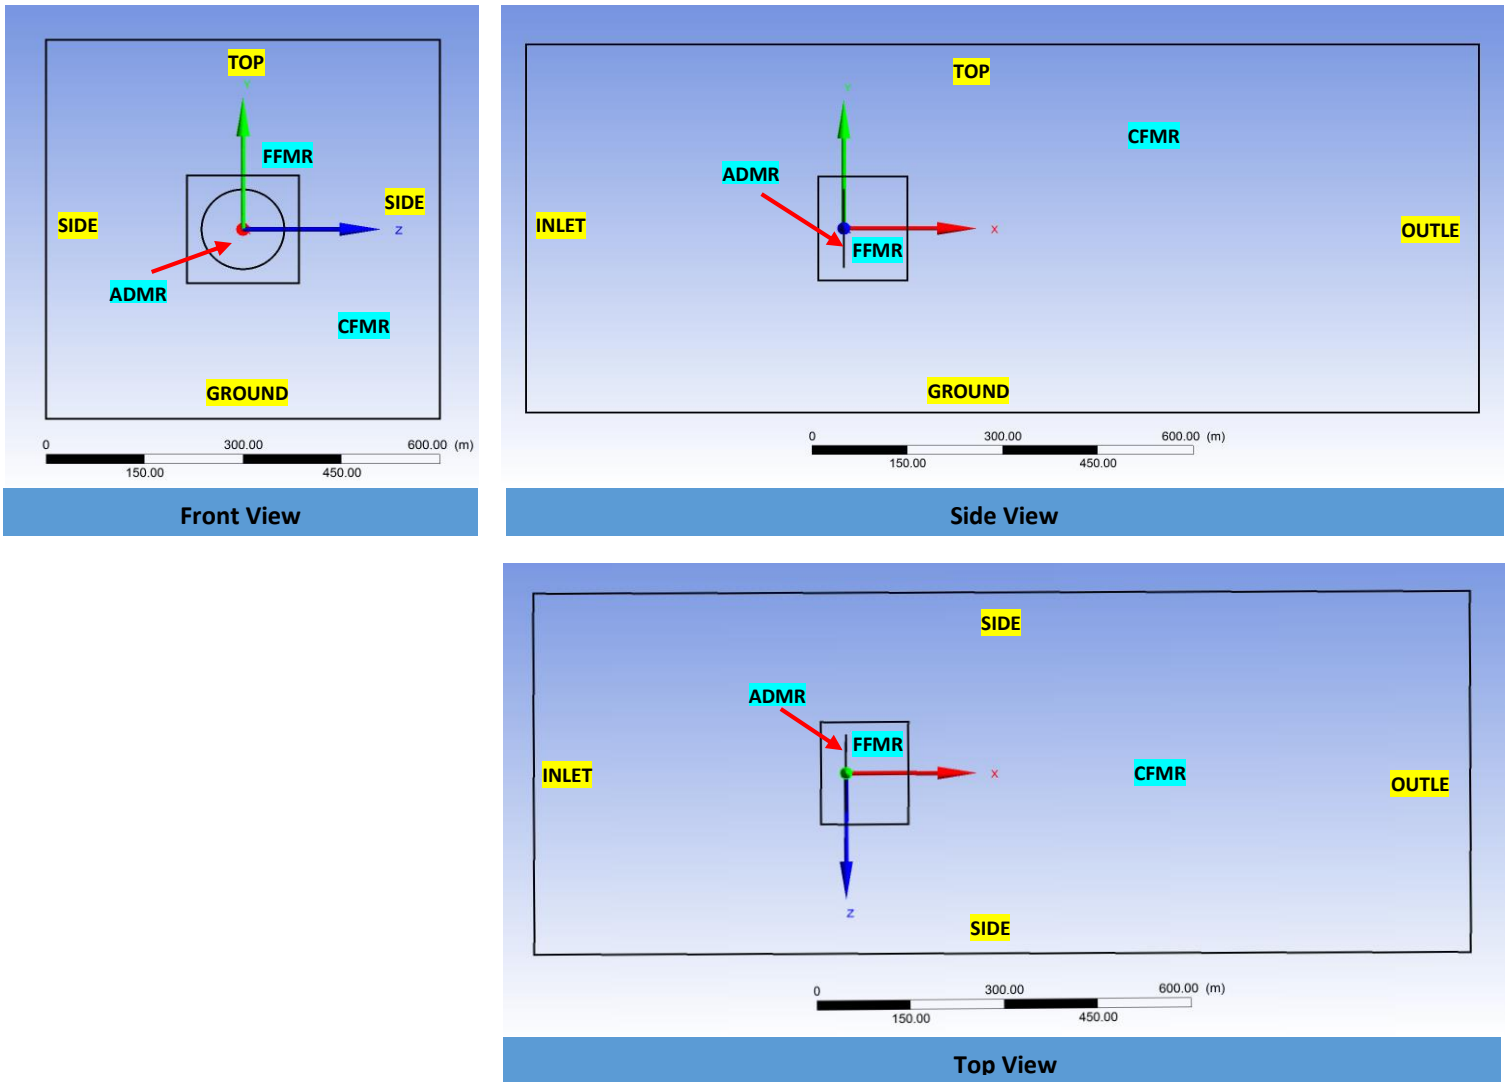 TOP
Y
FFMR
SIDE
SIDE
Z
ADMR
CFMR
GROUND
0 300.00 600.00 (m)
150.00 450.00
Front View
TOP
Y
CFMR
ADMR
INLET
X
OUTLE
FFMR
GROUND
0 300.00 600.00 (m)
150.00 450.00
Side View
SIDE
ADMR
FFMR
INLET
X
CFMR
OUTLE
Z
SIDE
0 300.00 600.00 (m)
150.00 450.00
Top View